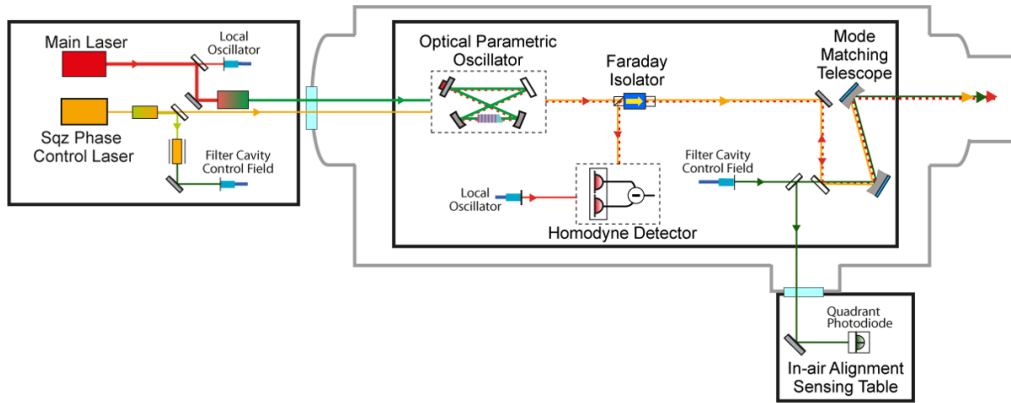 Main Laser
Local
Oscillator
Sqz Phase
Control Laser
Filter Cavity
Control Field
Optical Parametric
Oscillator
Faraday
Isolator
Mode
Matching
Telescope
Local
Oscillator
Homodyne Detector
Filter Cavity
Control Field
Quadrant
Photodiode
In-air Alignment
Sensing Table